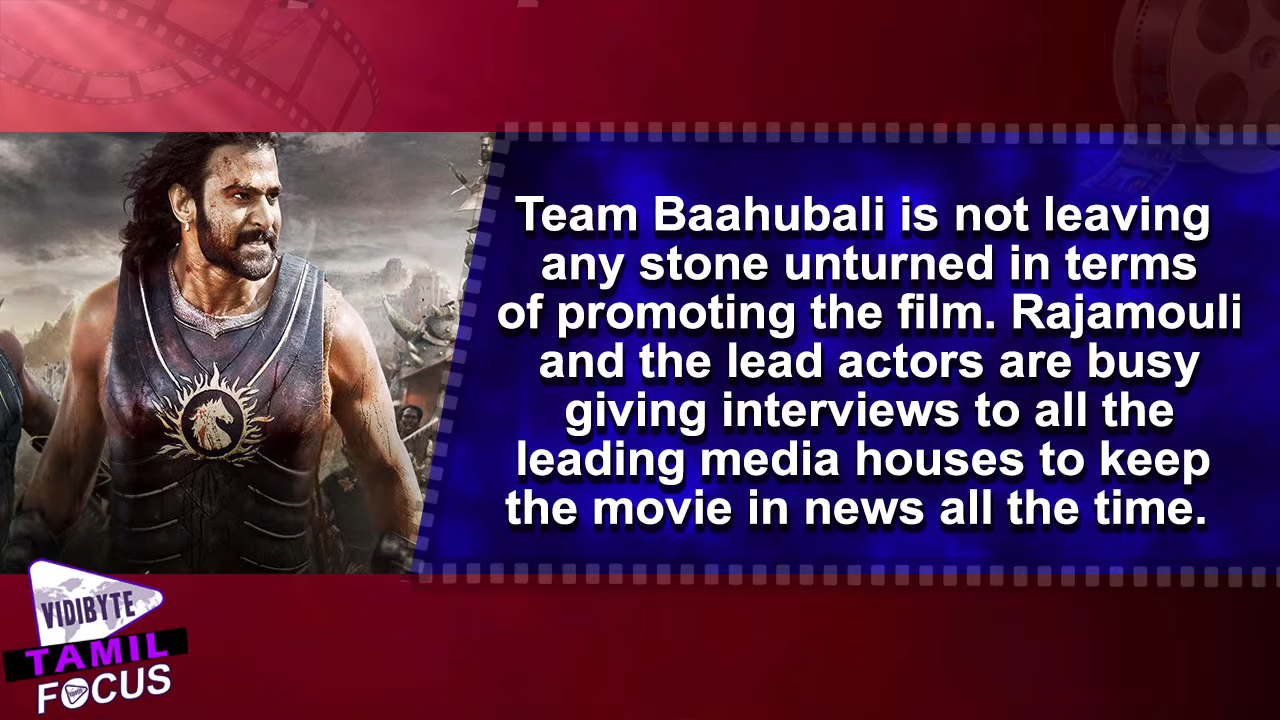 Team Baahubali is not leaving
any stone unturned in terms
of promoting the film. Rajamouli
and the lead actors are busy
giving interviews to all the
leading media houses to keep
the movie in news all the time.
VIDIBYTE
TAMIL
FOCUS